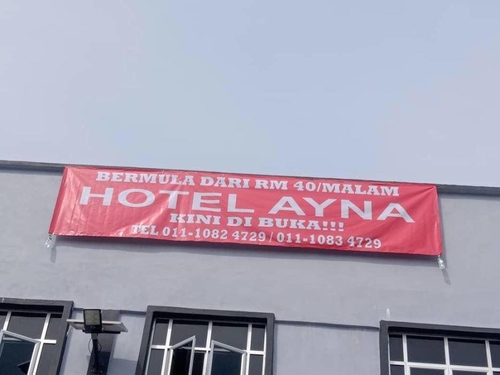 BERMULA DARI RM 40/MALAM
HOTEL AYNA
KINI DI BUKA!!!
TEL 011-1082 4729 / 011-1083 4729